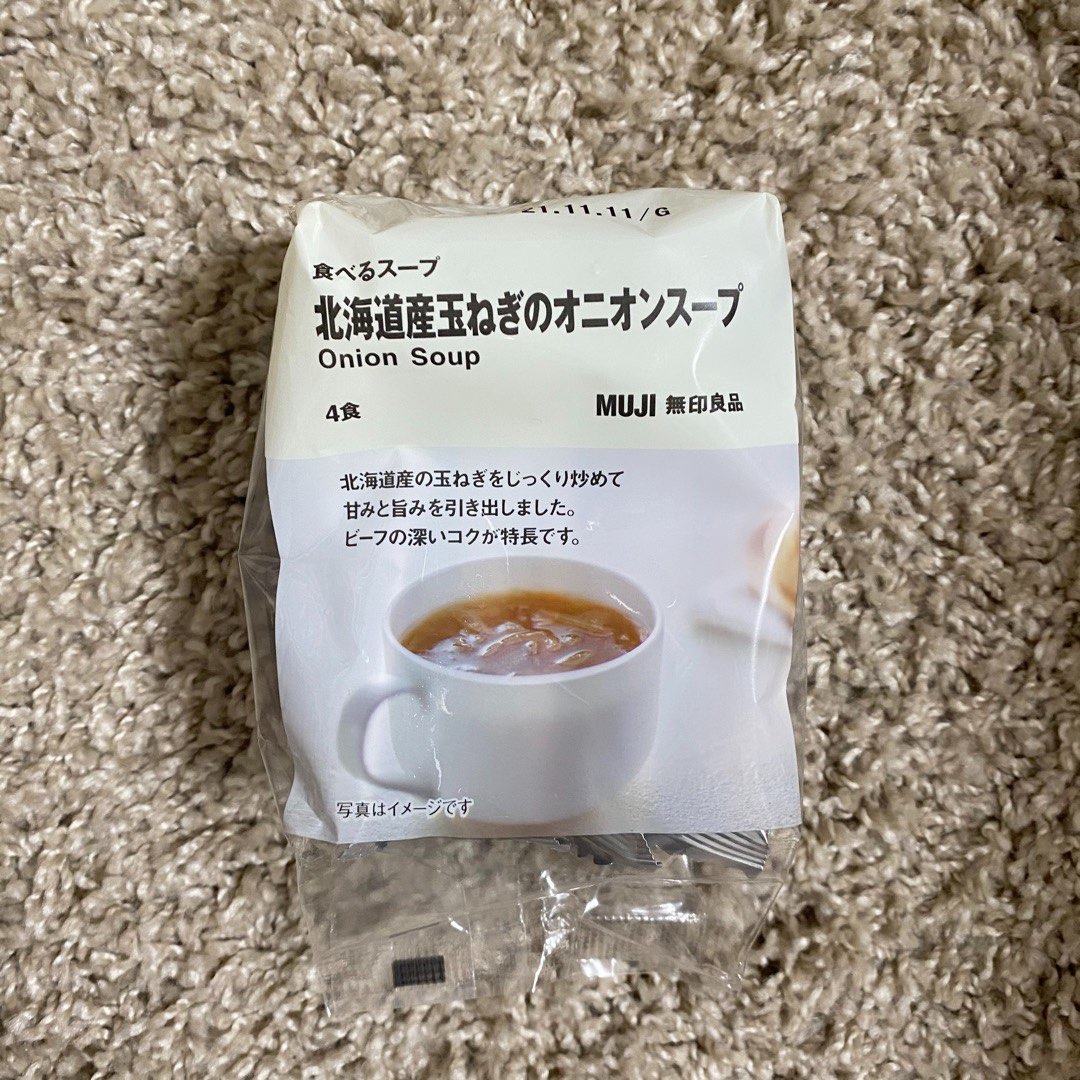 21.11.11/G
食べるスープ
北海道産玉ねぎのオニオンスープ
Onion Soup
4食
MUJI 無印良品
北海道産の玉ねぎをじっくり炒めて
甘みと旨みを引き出しました。
ビーフの深いコクが特長です。
写真はイメージです